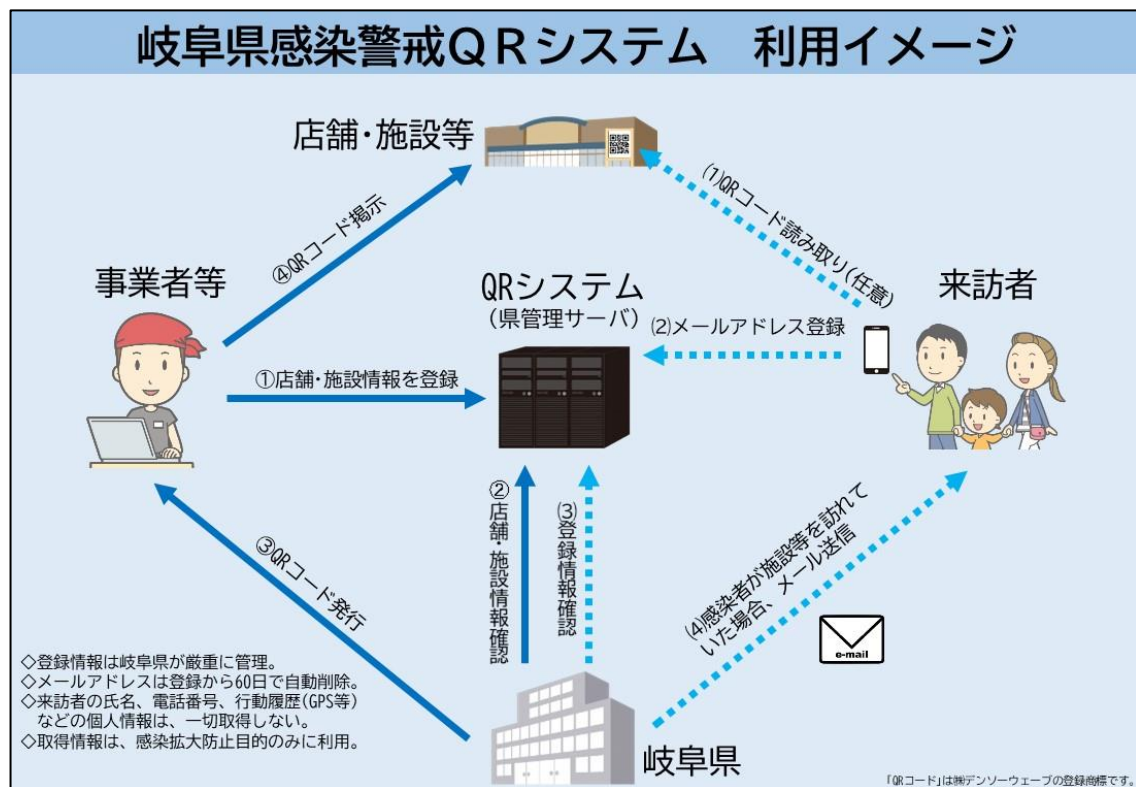 岐阜県感染警戒QRシステム　利用イメージ
店舗・施設等
④QRコード掲示
⑴QRコード読み取り(任意)
事業者等
QRシステム
(県管理サーバ)
来訪者
⑵メールアドレス登録
①店舗・施設情報を登録
②店舗・施設情報確認
⑶登録情報確認
③QRコード発行
⑷感染者が施設等を訪れて
いた場合、メール送信
e-mail
◇登録情報は岐阜県が厳重に管理。
◇メールアドレスは登録から60日で自動削除。
◇来訪者の氏名、電話番号、行動履歴(GPS等)
などの個人情報は、一切取得しない。
◇取得情報は、感染拡大防止目的のみに利用。
岐阜県
「QRコード」は㈱デンソーウェーブの登録商標です。